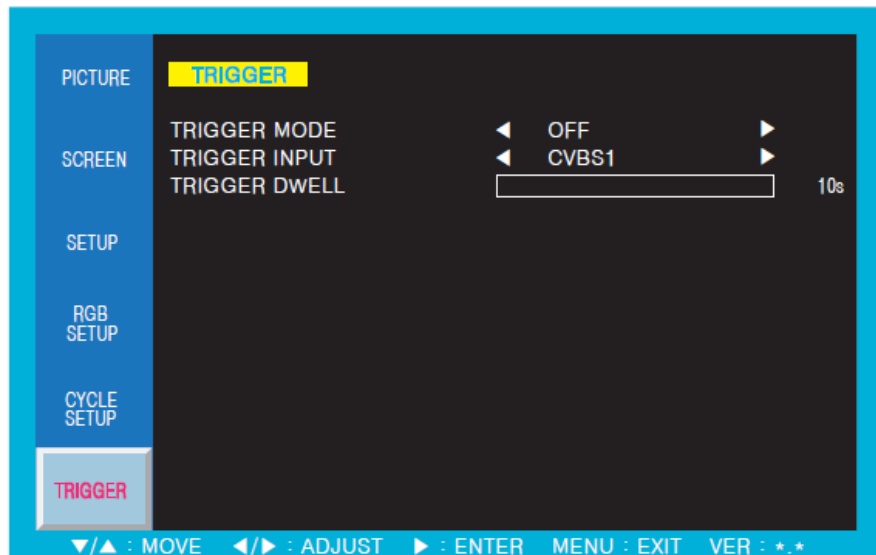 PICTURE
SCREEN
SETUP
RGB
SETUP
CYCLE
SETUP
TRIGGER
TRIGGER
TRIGGER MODE ◀ OFF ▶
TRIGGER INPUT ◀ CVBS1 ▶
TRIGGER DWELL 10s
▼/▲ : MOVE ◀/▶ : ADJUST ▶ : ENTER MENU : EXIT VER : *.*